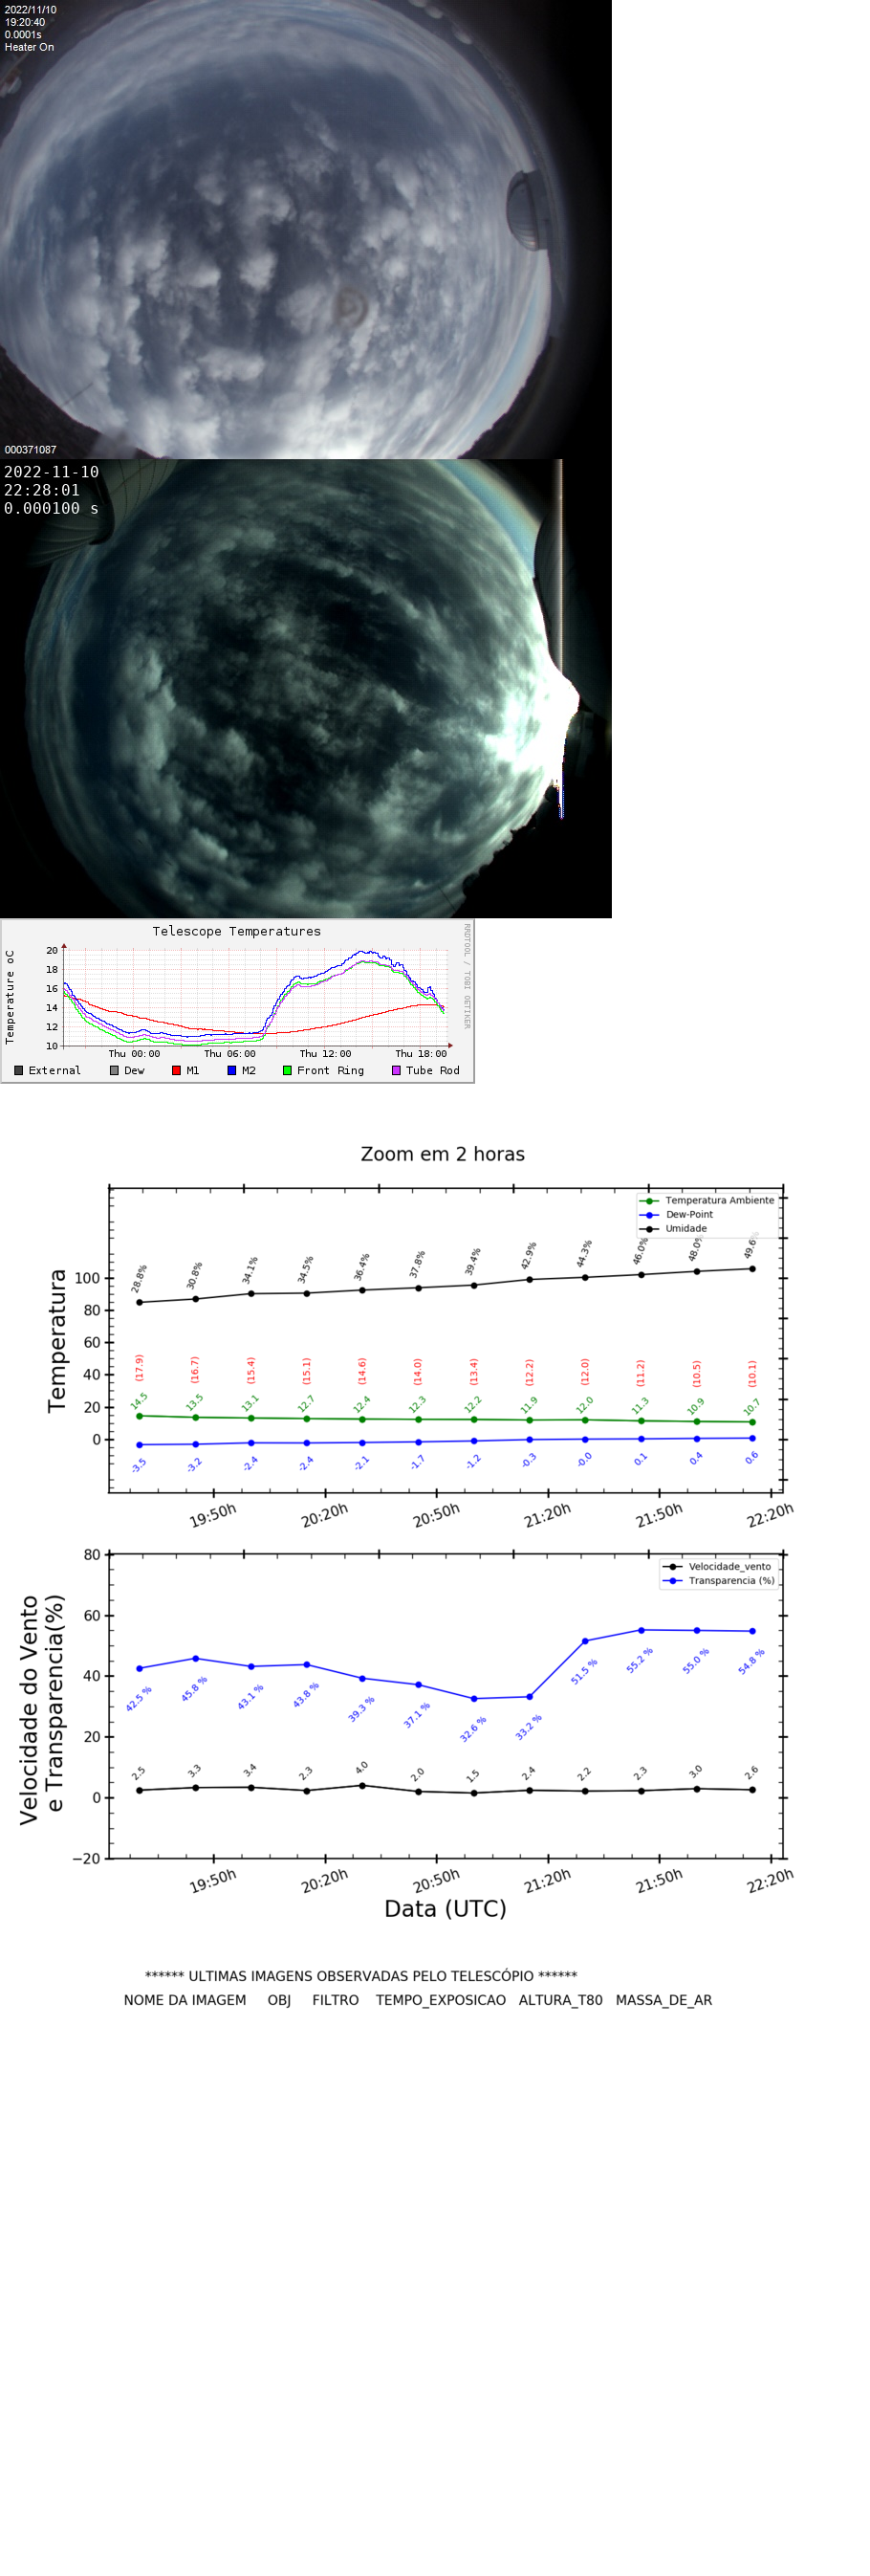 2022/11/10
19:20:40
0.0001s
Heater On
000371087
2022-11-10
22:28:01
0.000100 s
Telescope Temperatures
RRDTOOL / TOBI OETIKER
Temperature oC
20
18
16
14
12
10
Thu 00:00 Thu 06:00 Thu 12:00 Thu 18:00
External Dew M1 M2 Front Ring Tube Rod
Zoom em 2 horas
Temperatura Ambiente
Dew-Point
Umidade
Temperatura
100
80
60
40
20
0
28.8% 30.8% 34.1% 34.5% 36.4% 37.8% 39.4% 42.9% 44.3% 46.0% 48.0% 49.6%
(17.9) (16.7) (15.4) (15.1) (14.6) (14.0) (13.4) (12.2) (12.0) (11.2) (10.5) (10.1)
14.5 13.5 13.1 12.7 12.4 12.3 12.2 11.9 12.0 11.3 10.9 10.7
-3.5 -3.2 -2.4 -2.4 -2.1 -1.7 -1.2 -0.3 -0.0 0.1 0.4 0.6
19:50h 20:20h 20:50h 21:20h 21:50h 22:20h
Velocidade do Vento
e Transparencia(%)
80
60
40
20
0
−20
Velocidade_vento
Transparencia (%)
42.5 % 45.8 % 43.1 % 43.8 % 39.3 % 37.1 % 32.6 % 33.2 % 51.5 % 55.2 % 55.0 % 54.8 %
2.5 3.3 3.4 2.3 4.0 2.0 1.5 2.4 2.2 2.3 3.0 2.6
19:50h 20:20h 20:50h 21:20h 21:50h 22:20h
Data (UTC)
****** ULTIMAS IMAGENS OBSERVADAS PELO TELESCÓPIO ******
NOME DA IMAGEM OBJ FILTRO TEMPO_EXPOSICAO ALTURA_T80 MASSA_DE_AR